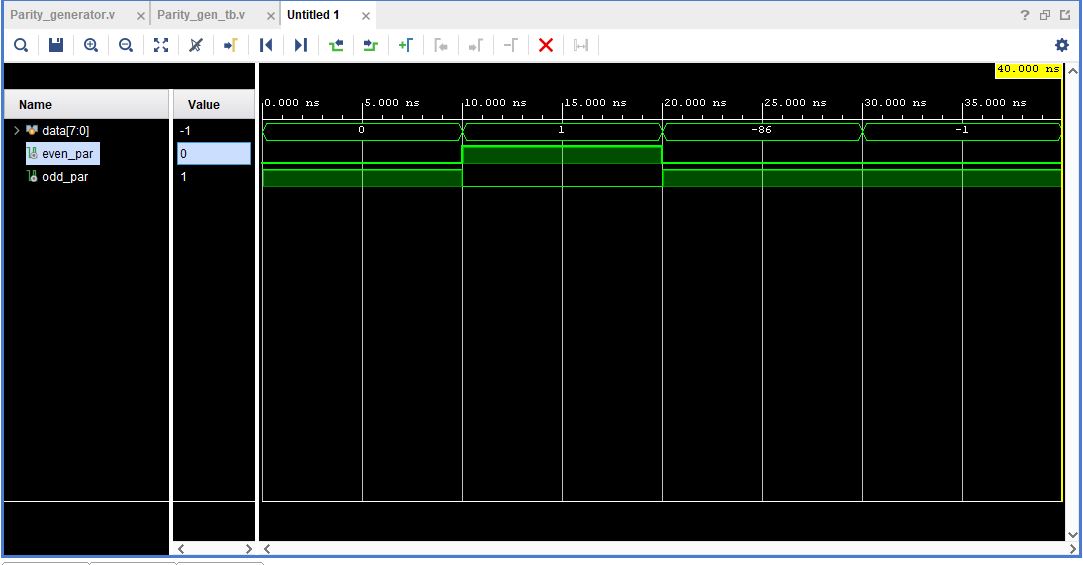 Parity_generator.v × Parity_gen_tb.v × Untitled 1 ×
?
40.000 ns
Name Value
0.000 ns 5.000 ns 10.000 ns 15.000 ns 20.000 ns 25.000 ns 30.000 ns 35.000 ns
data[7:0] -1 0 1 -86 -1
even_par 0
odd_par 1